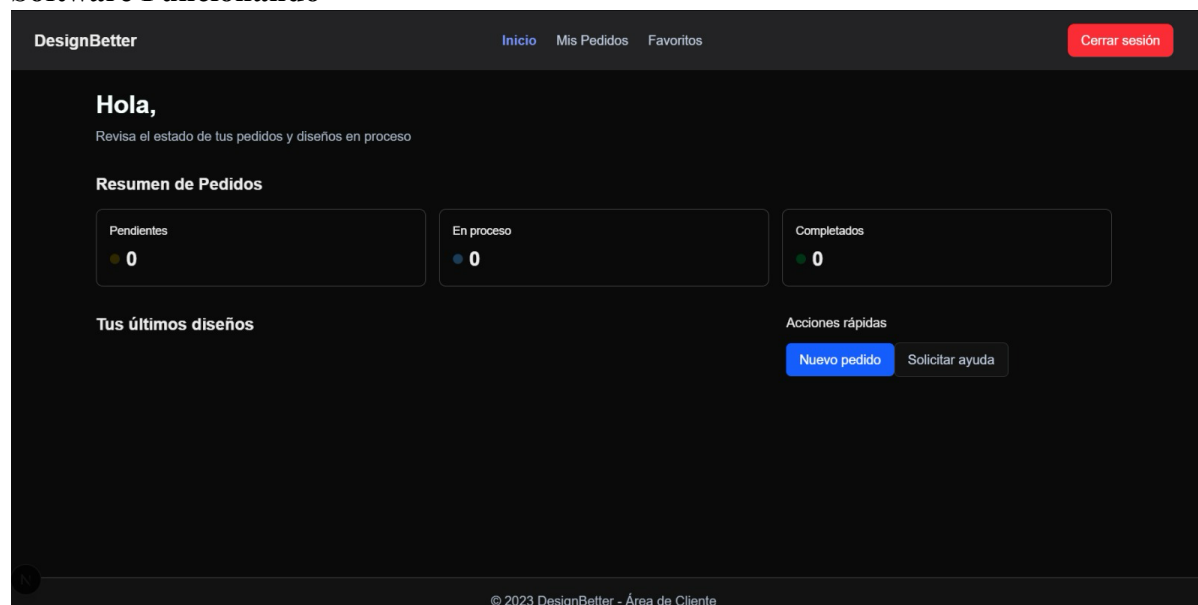 Software Funcionando
DesignBetter
Inicio Mis Pedidos Favoritos
Cerrar sesión
Hola,
Revisa el estado de tus pedidos y diseños en proceso
Resumen de Pedidos
Pendientes
0
En proceso
0
Completados
0
Tus últimos diseños
Acciones rápidas
Nuevo pedido
Solicitar ayuda
N
© 2023 DesignBetter - Área de Cliente